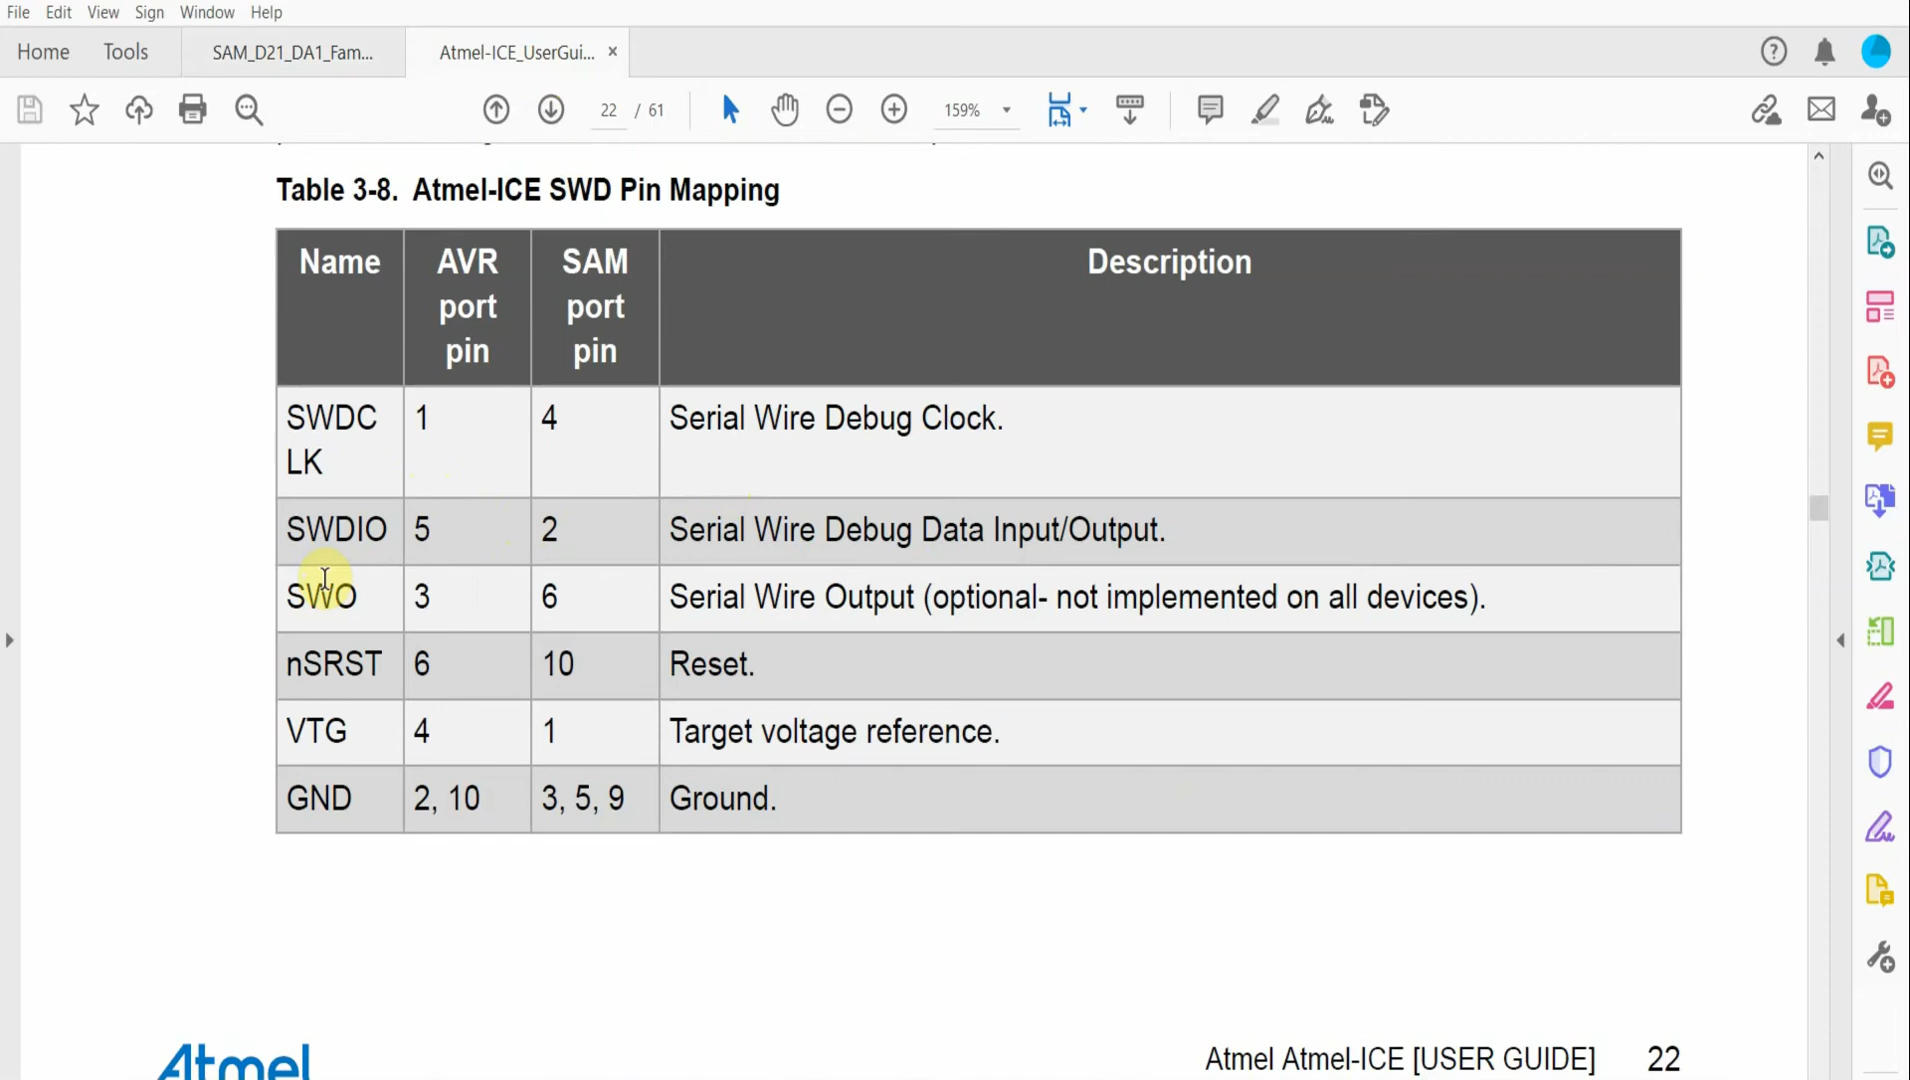 File Edit View Sign Window Help
Home Tools SAM_D21_DA1_Fam... Atmel-ICE_UserGui... ×
22 / 61 159%
Table 3-8. Atmel-ICE SWD Pin Mapping
Name AVR port pin SAM port pin Description
SWDC
LK 1 4 Serial Wire Debug Clock.
SWDIO 5 2 Serial Wire Debug Data Input/Output.
SWO 3 6 Serial Wire Output (optional- not implemented on all devices).
nSRST 6 10 Reset.
VTG 4 1 Target voltage reference.
GND 2, 10 3, 5, 9 Ground.
Atmel Atmel Atmel-ICE [USER GUIDE] 22